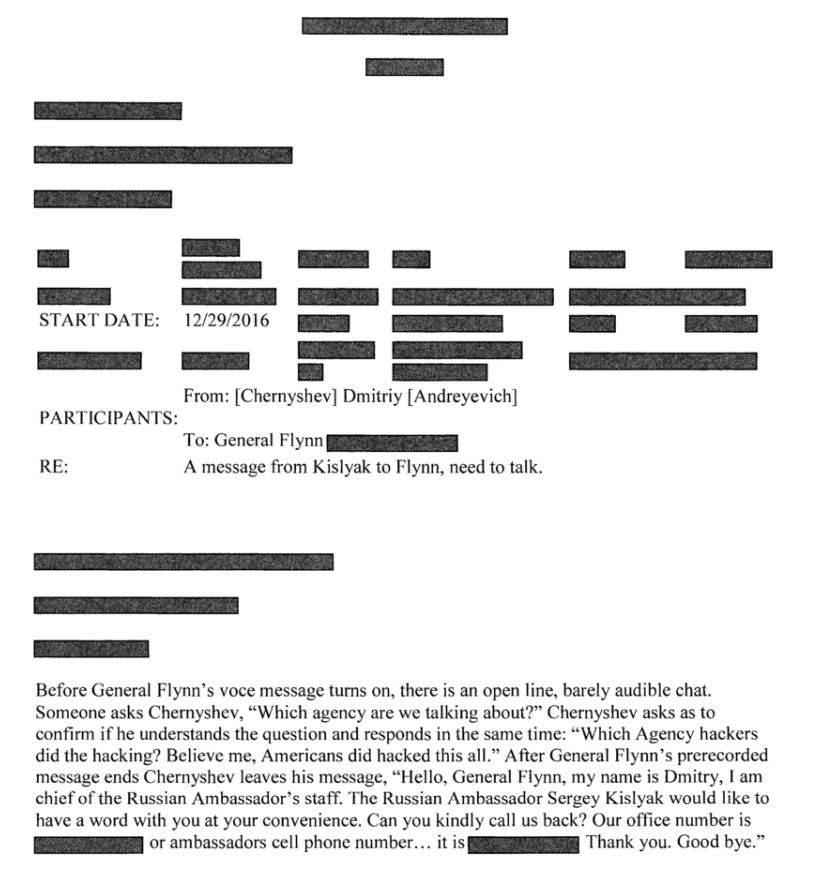 START DATE: 12/29/2016
From: [Chernyshev] Dmitriy [Andreyevich]
PARTICIPANTS:
To: General Flynn
RE: A message from Kislyak to Flynn, need to talk.
Before General Flynn’s voce message turns on, there is an open line, barely audible chat.
Someone asks Chernyshev, “Which agency are we talking about?” Chernyshev asks as to
confirm if he understands the question and responds in the same time: “Which Agency hackers
did the hacking? Believe me, Americans did hacked this all.” After General Flynn’s prerecorded
message ends Chernyshev leaves his message, “Hello, General Flynn, my name is Dmitry, I am
chief of the Russian Ambassador’s staff. The Russian Ambassador Sergey Kislyak would like to
have a word with you at your convenience. Can you kindly call us back? Our office number is
or ambassadors cell phone number… it is Thank you. Good bye.”